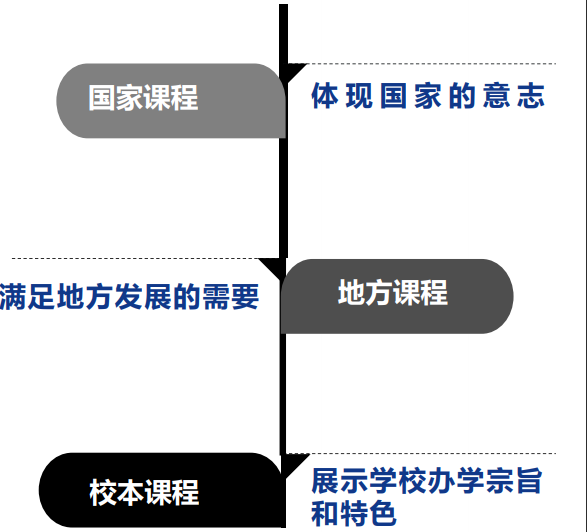 国家课程
体现国家的意志
满足地方发展的需要
地方课程
校本课程
展示学校办学宗旨
和特色